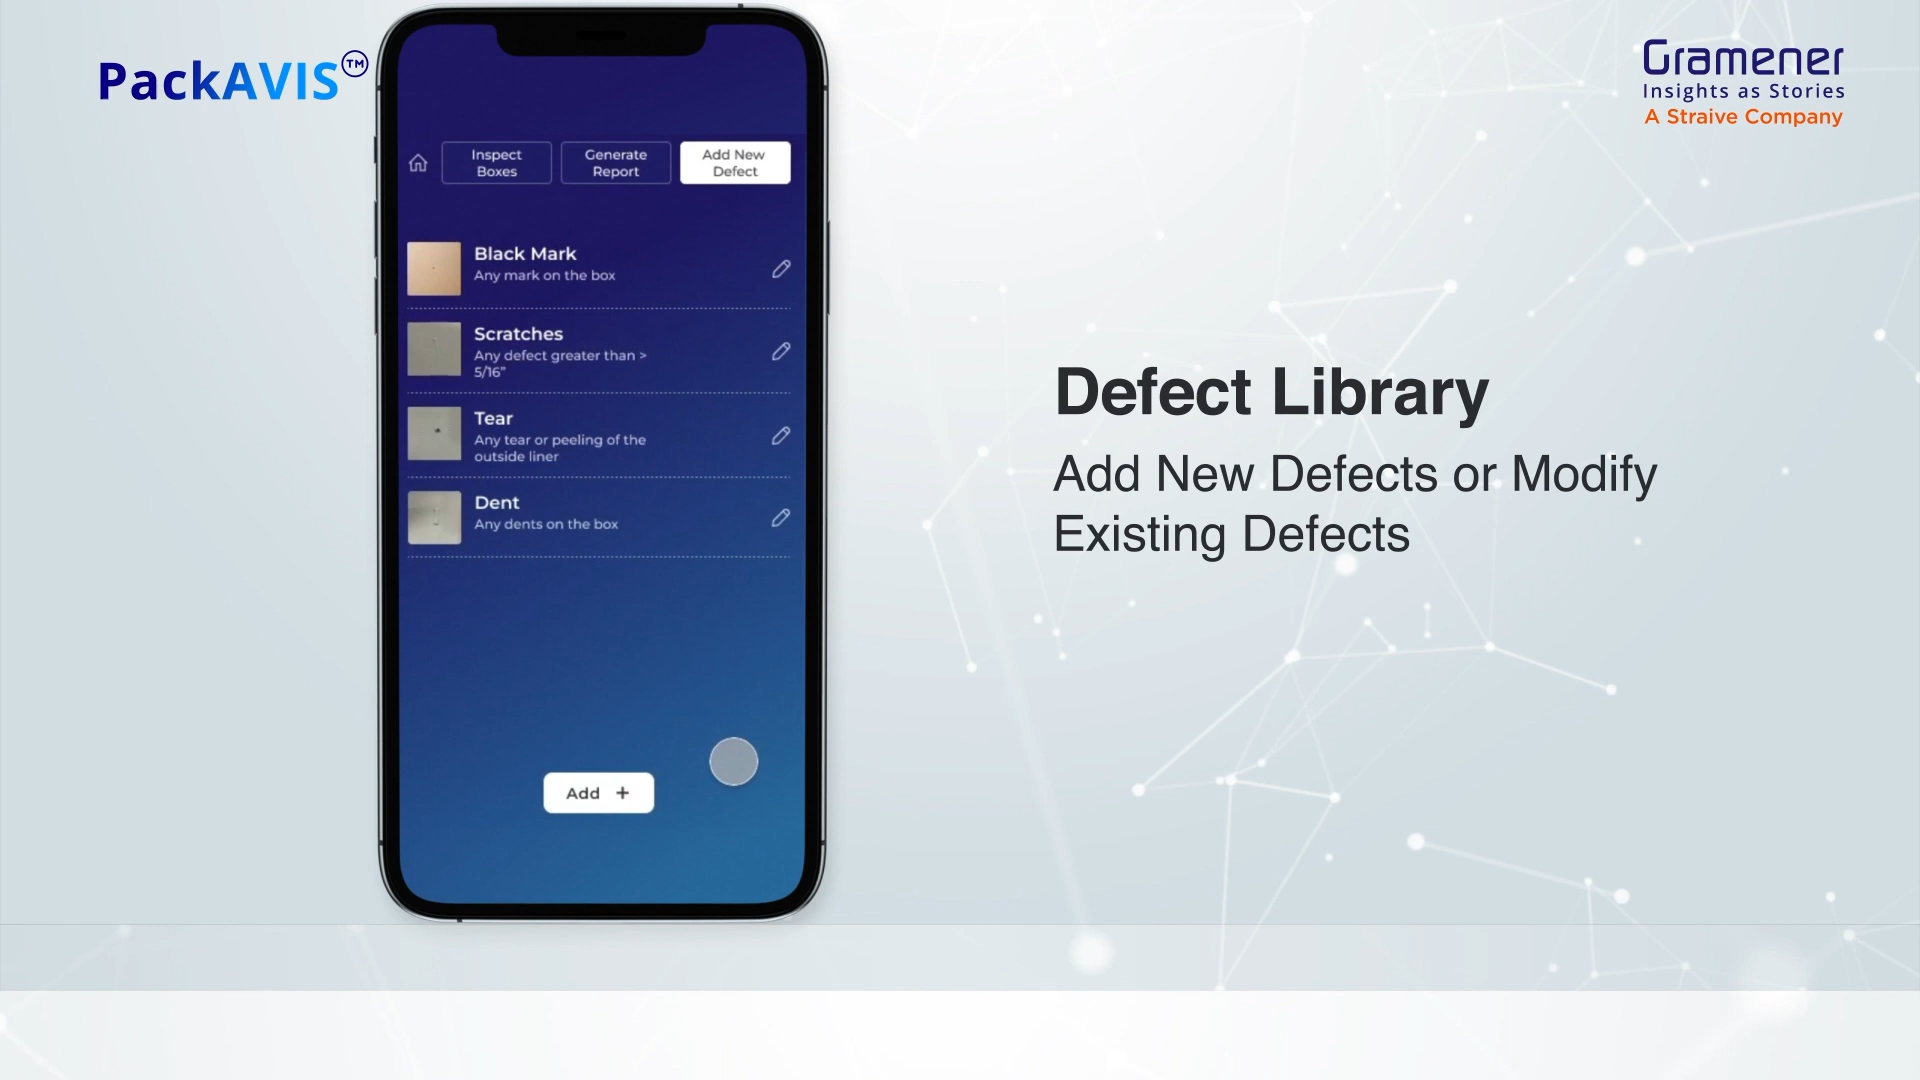 PackAVIS™
Gramener
Insights as Stories
A Straive Company
Inspect
Boxes
Generate
Report
Add New
Defect
Black Mark
Any mark on the box
Scratches
Any defect greater than >
5/16"
Tear
Any tear or peeling of the
outside liner
Dent
Any dents on the box
Add +
Defect Library
Add New Defects or Modify
Existing Defects